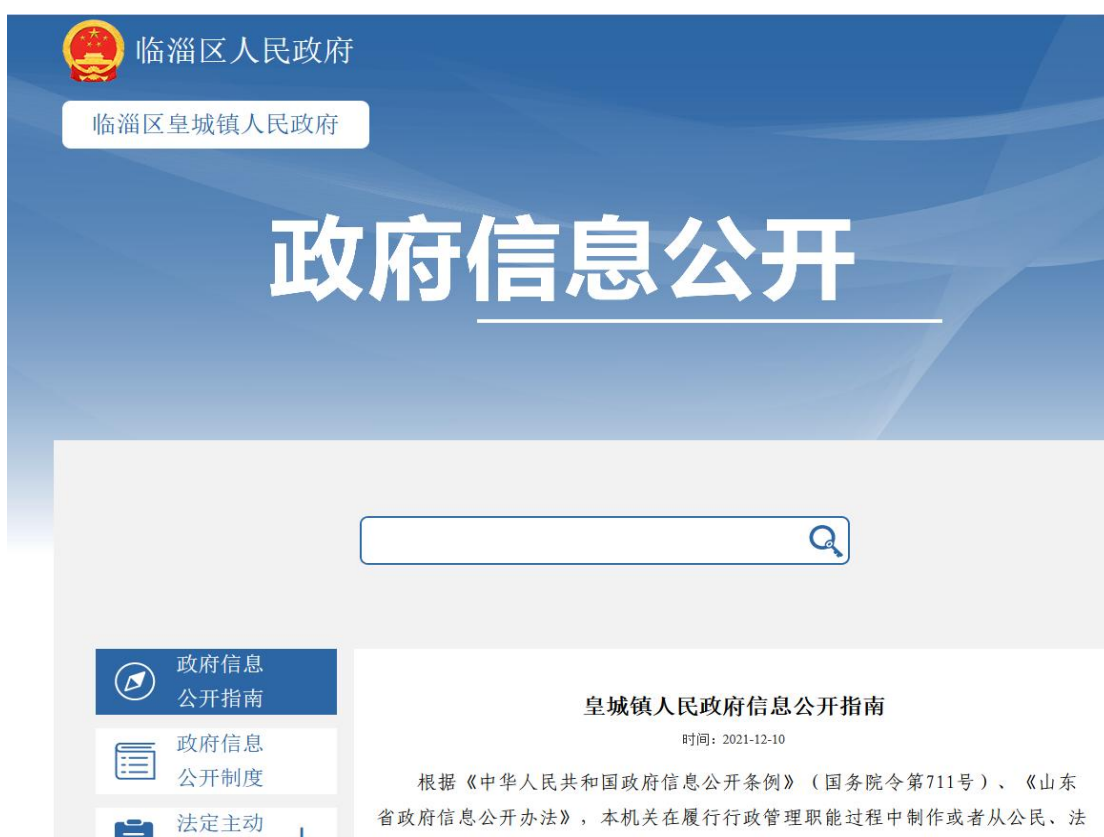 临淄区人民政府
临淄区皇城镇人民政府
政府信息公开
政府信息
公开指南
政府信息
公开制度
法定主动
皇城镇人民政府信息公开指南
时间：2021-12-10
根据《中华人民共和国政府信息公开条例》（国务院令第711号）、《山东
省政府信息公开办法》，本机关在履行行政管理职能过程中制作或者从公民、法